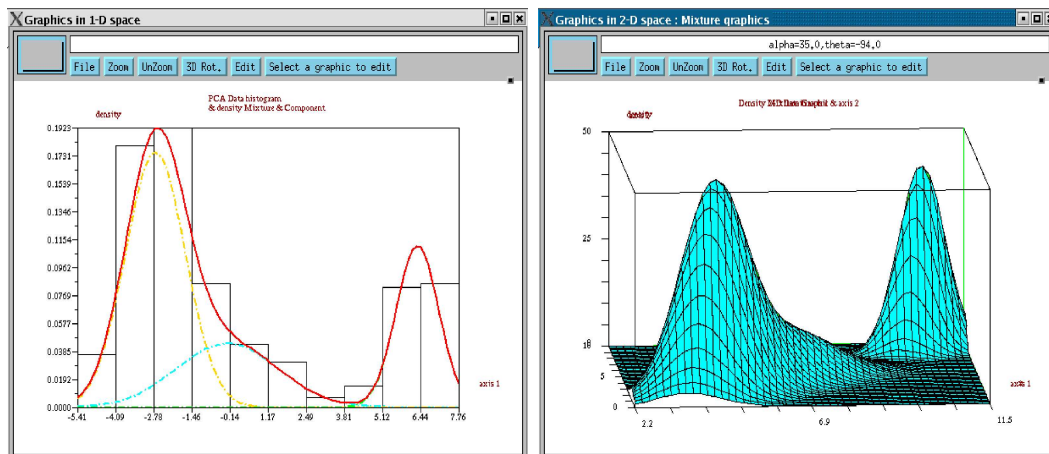 Graphics in 1-D space
File Zoom UnZoom 3D Rot. Edit Select a graphic to edit
PCA Data histogram
& density Mixture & Component
density
0.1923
0.1731
0.1539
0.1346
0.1154
0.0962
0.0769
0.0577
0.0385
0.0192
0.0000
axis 1
-5.41 -4.09 -2.78 -1.46 -0.14 1.17 2.49 3.81 5.12 6.44 7.76
Graphics in 2-D space : Mixture graphics
alpha=35.0,theta=-94.0
File Zoom UnZoom 3D Rot. Edit Select a graphic to edit
Density & axis 2
50
25
5
0
axis 1
2.2 6.9 11.5